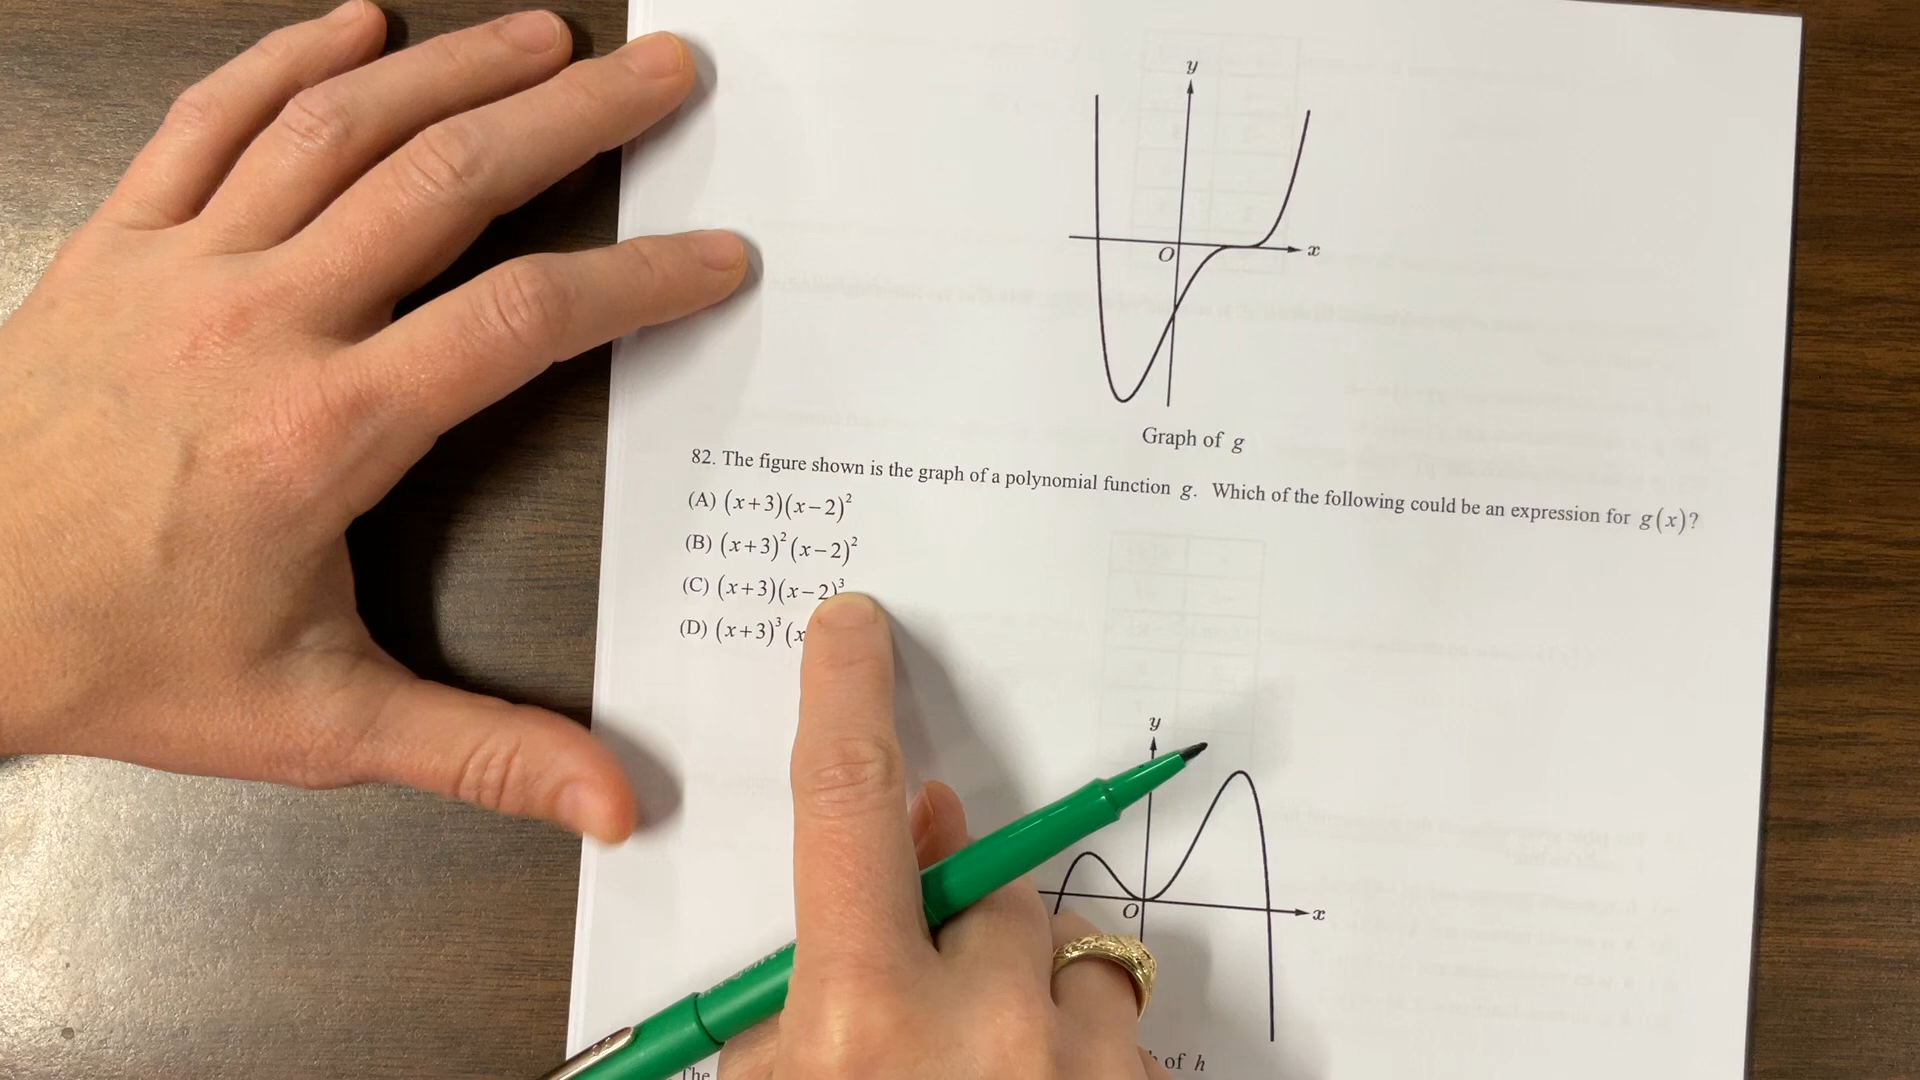 y
O
x
Graph of g
82. The figure shown is the graph of a polynomial function g. Which of the following could be an expression for g(x)?
(A) (x+3)(x−2)²
(B) (x+3)²(x−2)²
(C) (x+3)(x−2)³
(D) (x+3)³(x
y
O
x
of h
The